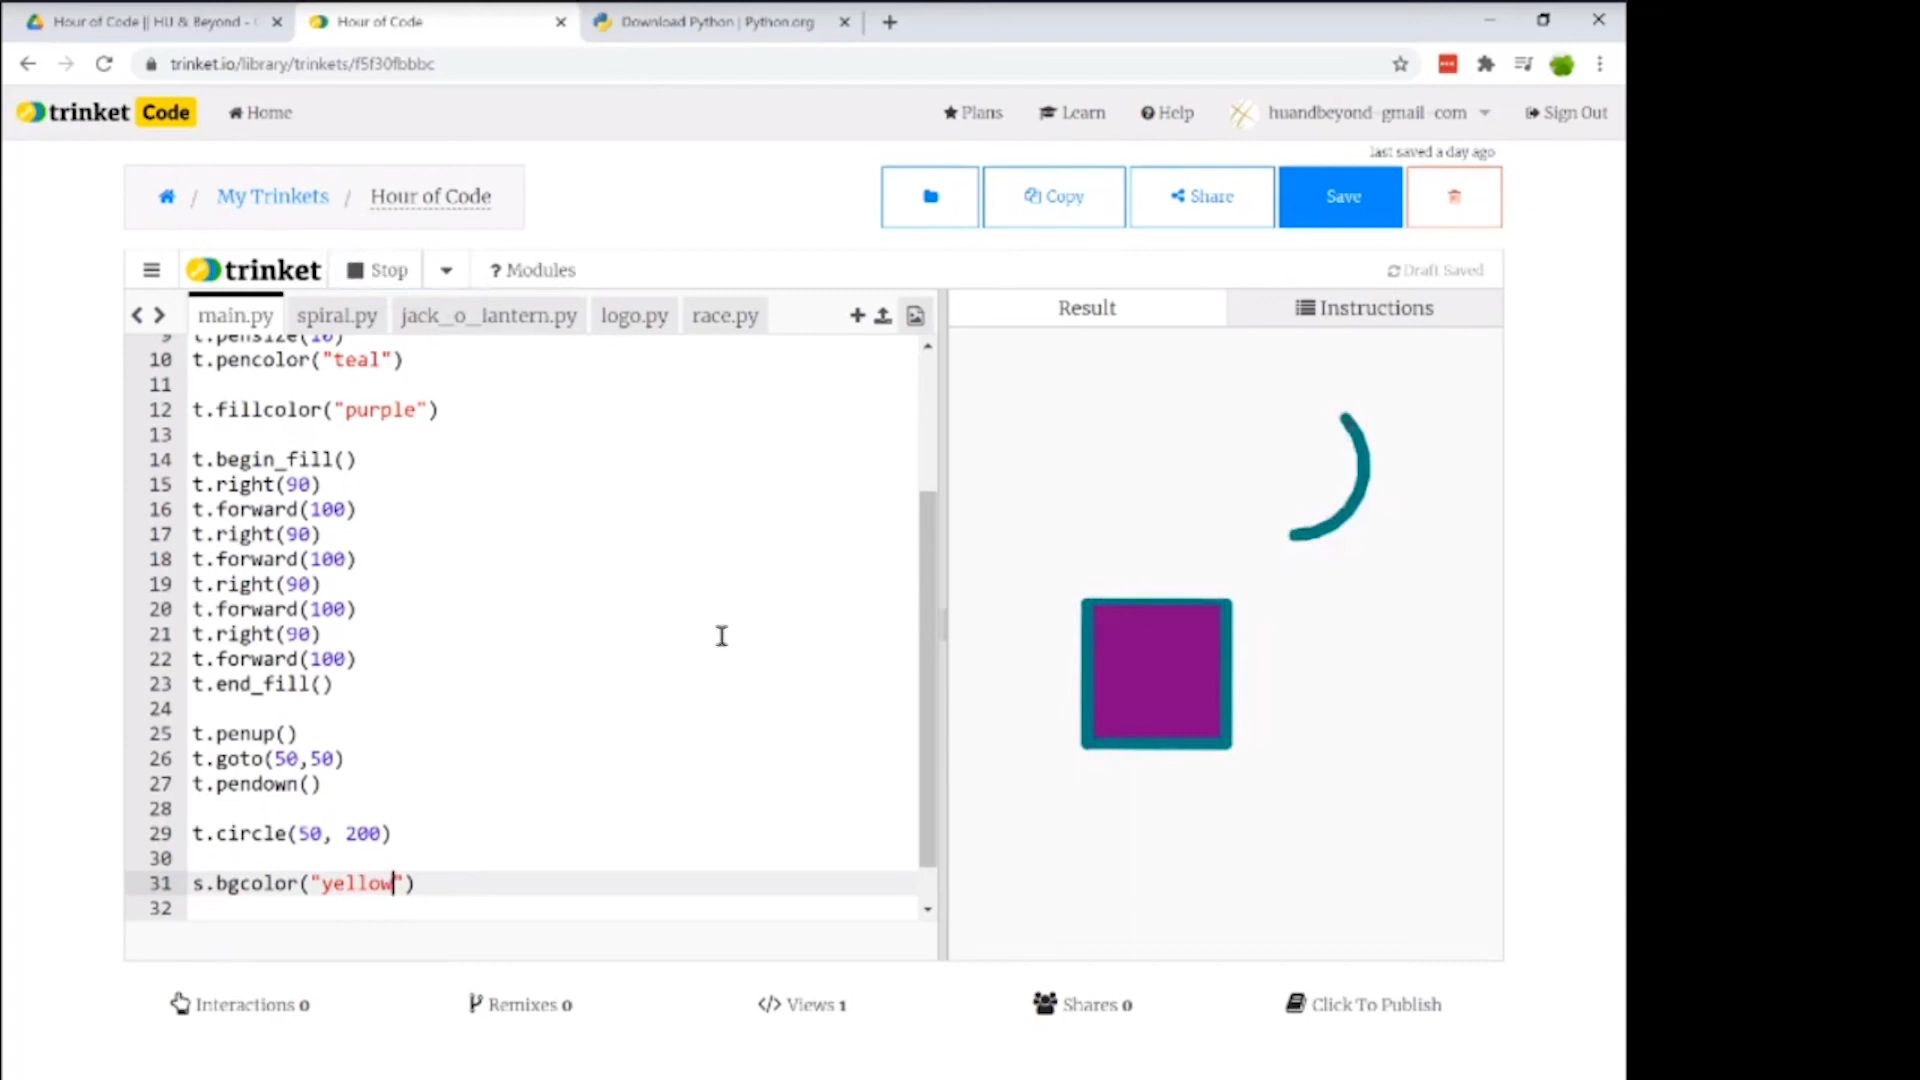 Hour of Code || HU & Beyond -
Hour of Code
Download Python | Python.org
trinket.io/library/trinkets/f5f30fbbbc
trinket Code
Home
Plans
Learn
Help
huandbeyond-gmail-com
Sign Out
last saved a day ago
/ My Trinkets / Hour of Code
Copy
Share
Save
trinket
Stop
? Modules
Draft Saved
main.py
spiral.py
jack_o_lantern.py
logo.py
race.py
Result
Instructions
9 t.pensize(10)
10 t.pencolor("teal")
11
12 t.fillcolor("purple")
13
14 t.begin_fill()
15 t.right(90)
16 t.forward(100)
17 t.right(90)
18 t.forward(100)
19 t.right(90)
20 t.forward(100)
21 t.right(90)
22 t.forward(100)
23 t.end_fill()
24
25 t.penup()
26 t.goto(50,50)
27 t.pendown()
28
29 t.circle(50, 200)
30
31 s.bgcolor("yellow")
32
Interactions 0
Remixes 0
</> Views 1
Shares 0
Click To Publish